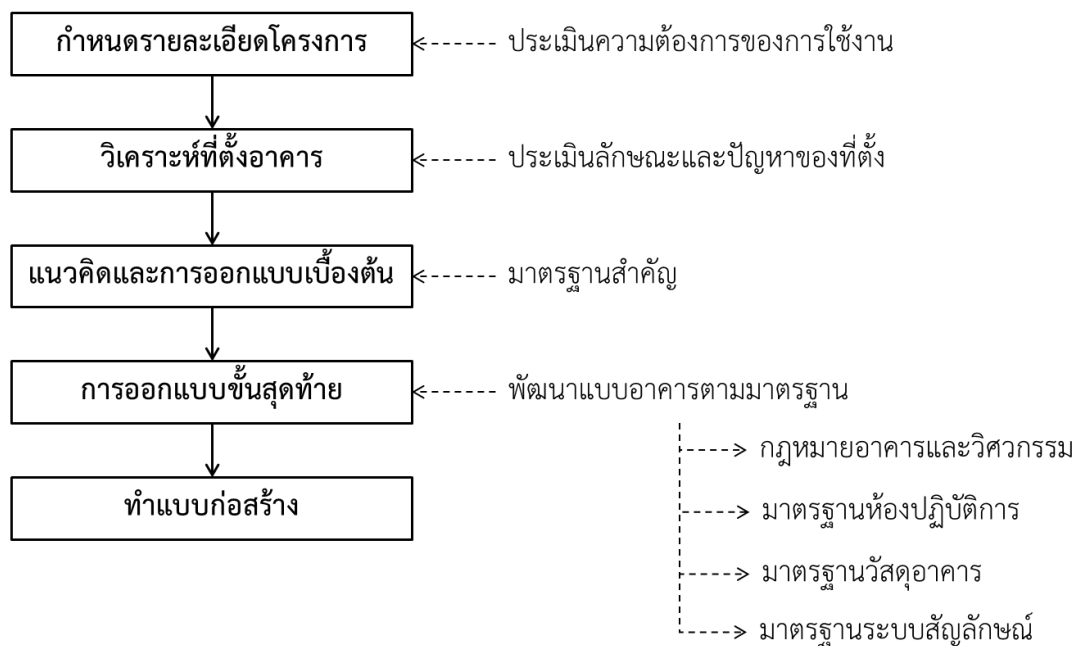 กำหนดรายละเอียดโครงการ
ประเมินความต้องการของการใช้งาน
วิเคราะห์ที่ตั้งอาคาร
ประเมินลักษณะและปัญหาของที่ตั้ง
แนวคิดและการออกแบบเบื้องต้น
มาตรฐานสำคัญ
การออกแบบขั้นสุดท้าย
พัฒนาแบบอาคารตามมาตรฐาน
กฎหมายอาคารและวิศวกรรม
ทำแบบก่อสร้าง
มาตรฐานห้องปฏิบัติการ
มาตรฐานวัสดุอาคาร
มาตรฐานระบบสัญลักษณ์